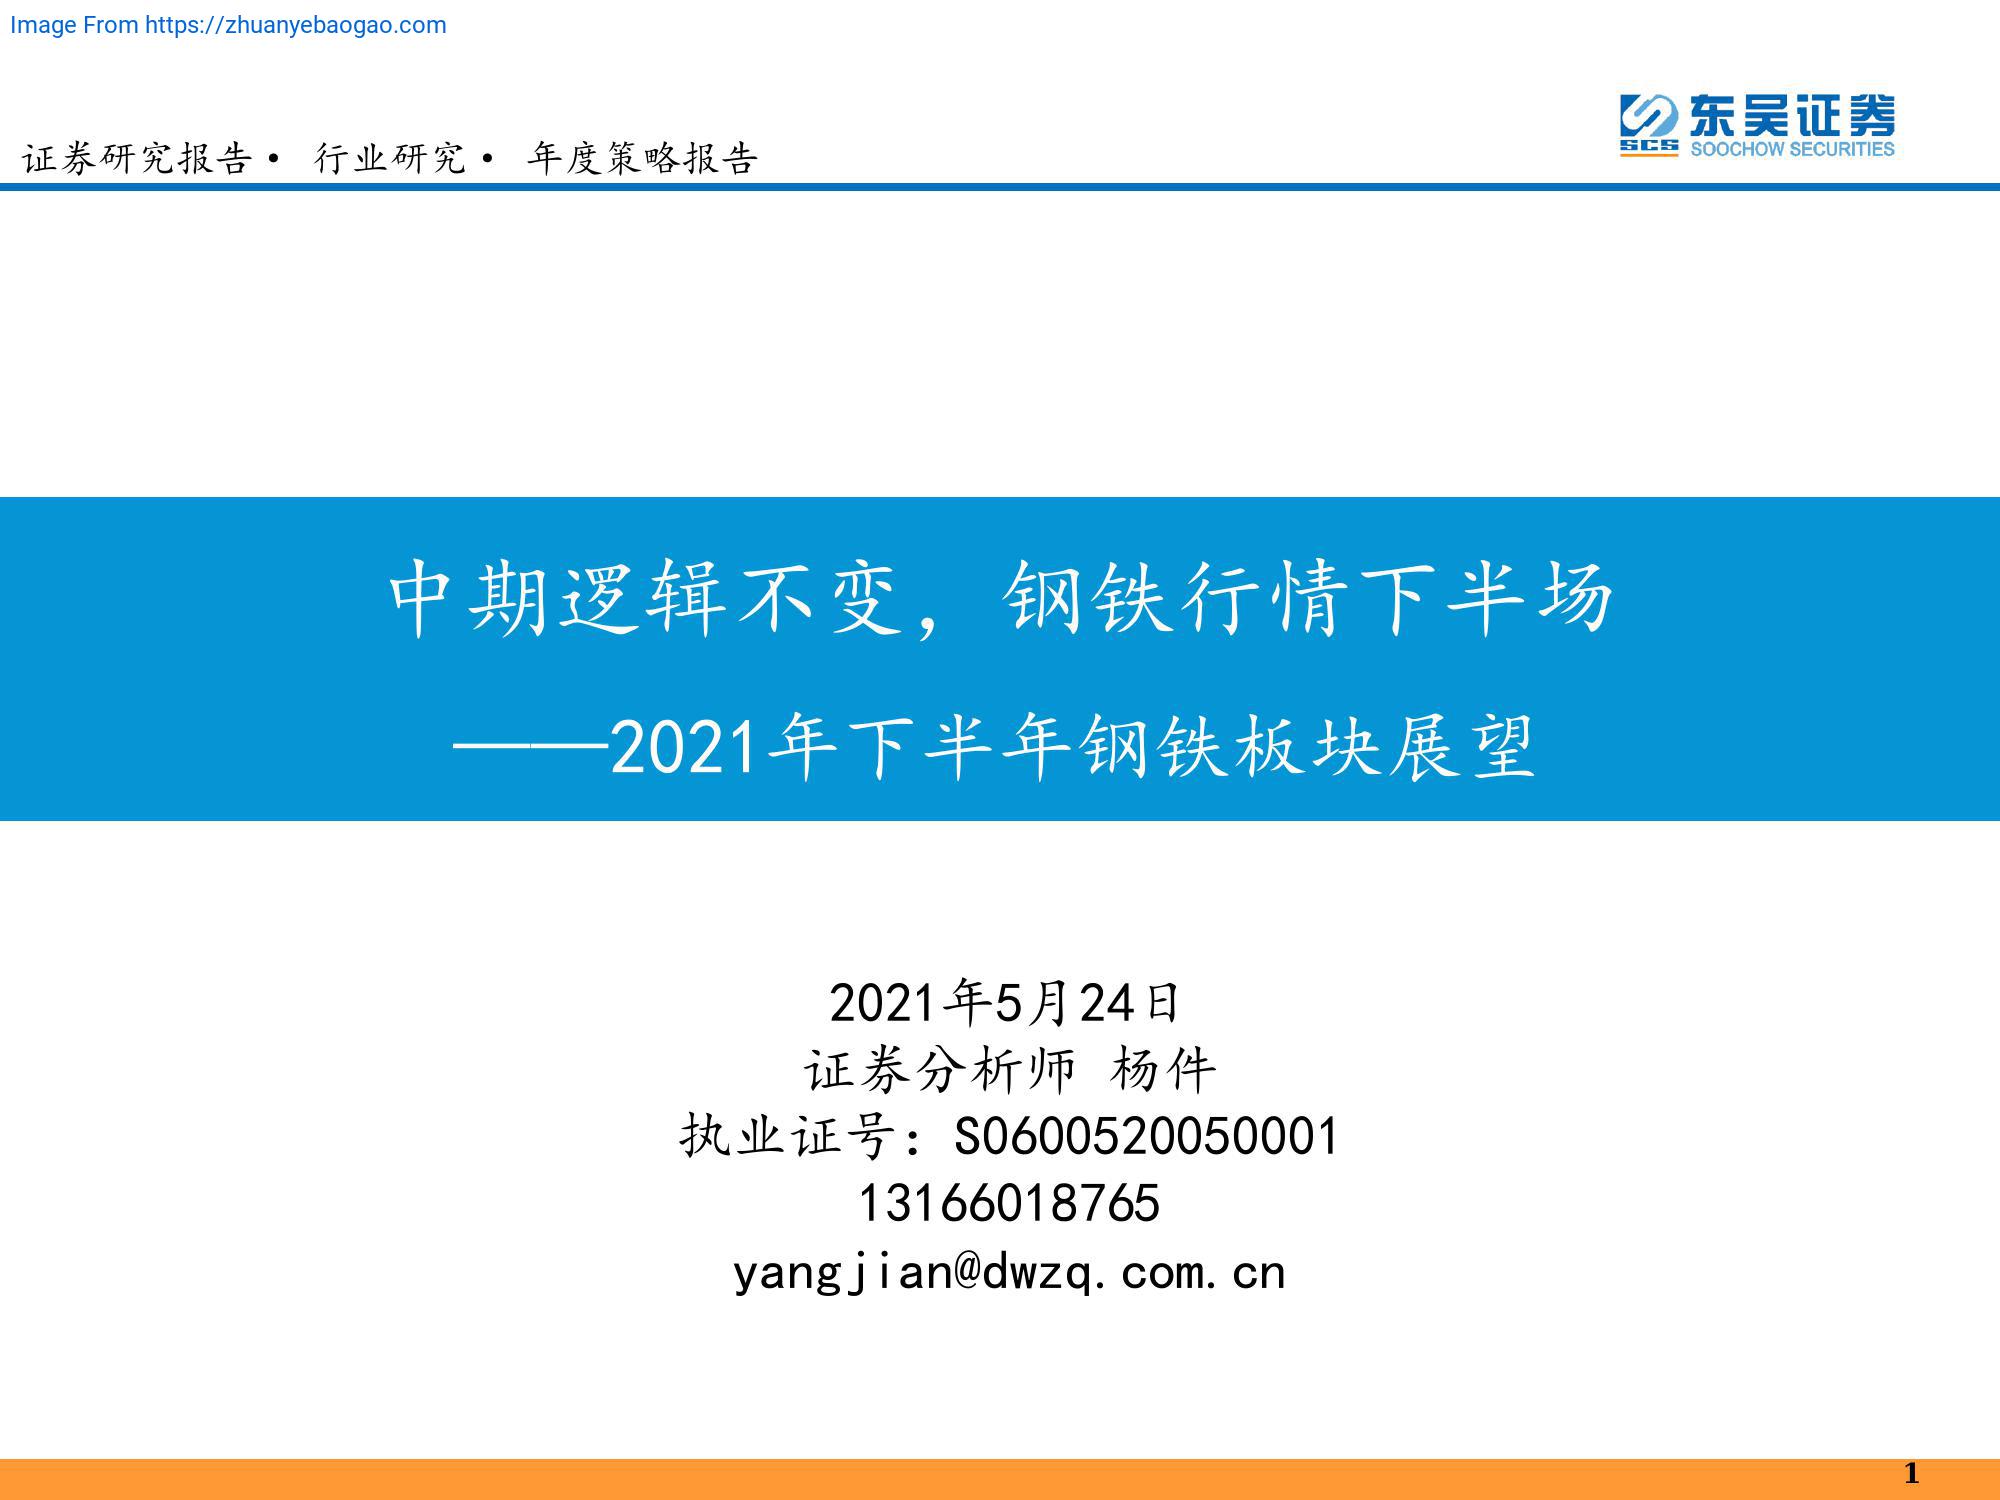 Image From https://zhuanyebaogao.com
东吴证券
SCS
SOOCHOW SECURITIES
证券研究报告• 行业研究• 年度策略报告
中期逻辑不变，钢铁行情下半场
——2021年下半年钢铁板块展望
2021年5月24日
证券分析师 杨件
执业证号：S0600520050001
13166018765
yangjian@dwzq.com.cn
1